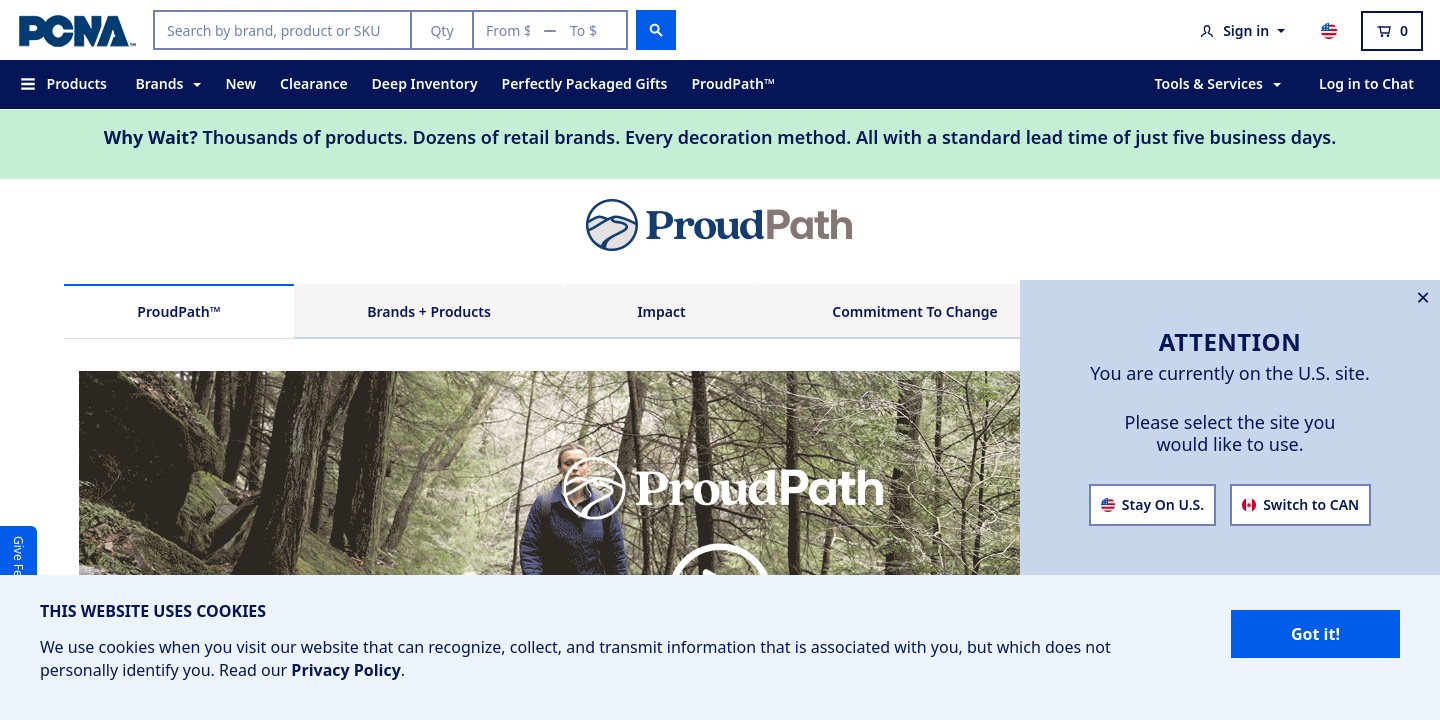 PCNA™
Search by brand, product or SKU
Qty
From $
To $
Sign in
0
Products
Brands
New
Clearance
Deep Inventory
Perfectly Packaged Gifts
ProudPath™
Tools & Services
Log in to Chat
Why Wait? Thousands of products. Dozens of retail brands. Every decoration method. All with a standard lead time of just five business days.
ProudPath
ProudPath™
Brands + Products
Impact
Commitment To Change
ATTENTION
You are currently on the U.S. site.
Please select the site you
would like to use.
Stay On U.S.
Switch to CAN
ProudPath
Give
THIS WEBSITE USES COOKIES
We use cookies when you visit our website that can recognize, collect, and transmit information that is associated with you, but which does not
personally identify you. Read our Privacy Policy.
Got it!